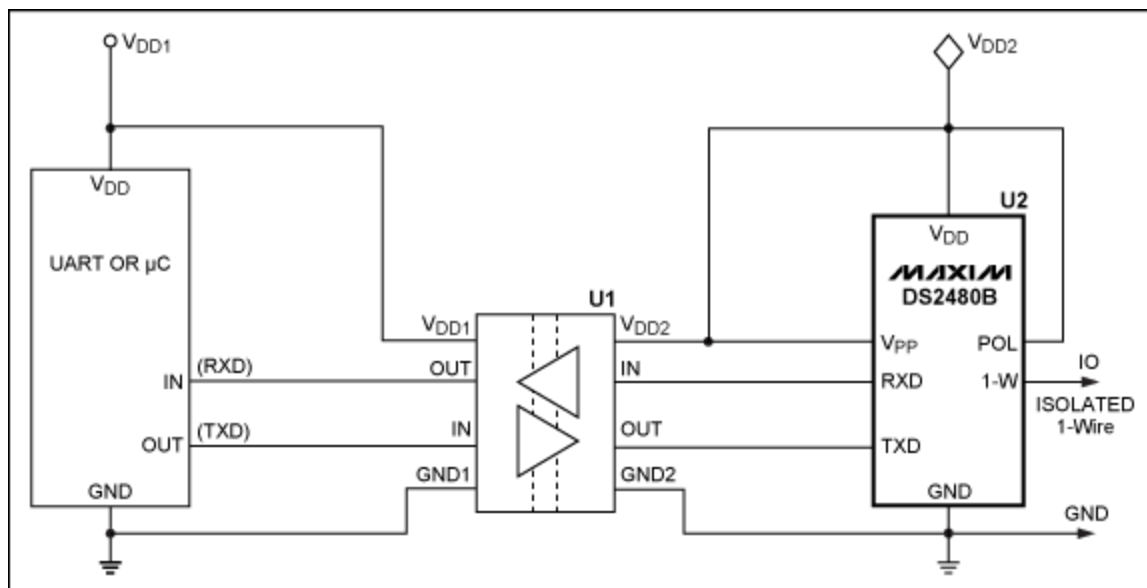 VDD1
VDD2
VDD
UART OR µC
IN (RXD)
OUT (TXD)
GND
U1
VDD1
VDD2
OUT
IN
IN
OUT
GND1
GND2
U2
VDD
MAXIM
DS2480B
VPP
POL
RXD
1-W
TXD
GND
IO
ISOLATED
1-Wire
GND